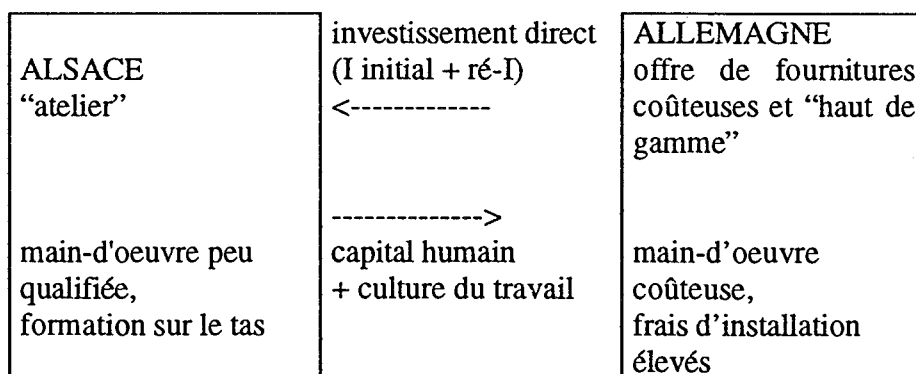 ALSACE
“atelier”
main-d'oeuvre peu
qualifiée,
formation sur le tas
investissement direct
(I initial + ré-I)
<-------------
-------------->
capital humain
+ culture du travail
ALLEMAGNE
offre de fournitures
coûteuses et “haut de
gamme”
main-d’oeuvre
coûteuse,
frais d’installation
élevés